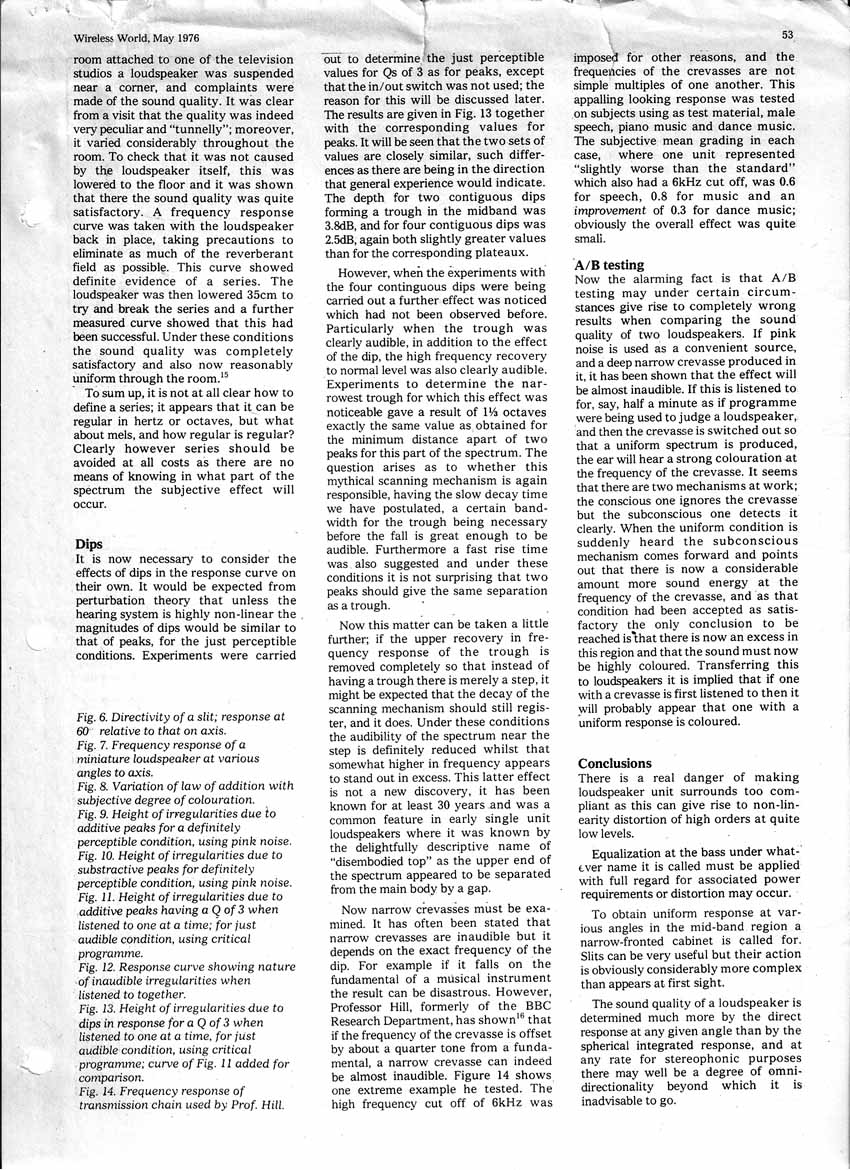 Wireless World, May 1976
53
room attached to one of the television
studios a loudspeaker was suspended
near a corner, and complaints were
made of the sound quality. It was clear
from a visit that the quality was indeed
very peculiar and “tunnelly”; moreover,
it varied considerably throughout the
room. To check that it was not caused
by the loudspeaker itself, this was
lowered to the floor and it was shown
that there the sound quality was quite
satisfactory. A frequency response
curve was taken with the loudspeaker
back in place, taking precautions to
eliminate as much of the reverberant
field as possible. This curve showed
definite evidence of a series. The
loudspeaker was then lowered 35cm to
try and break the series and a further
measured curve showed that this had
been successful. Under these conditions
the sound quality was completely
satisfactory and also now reasonably
uniform through the room.¹⁵
To sum up, it is not at all clear how to
define a series; it appears that it can be
regular in hertz or octaves, but what
about mels, and how regular is regular?
Clearly however series should be
avoided at all costs as there are no
means of knowing in what part of the
spectrum the subjective effect will
occur.
Dips
It is now necessary to consider the
effects of dips in the response curve on
their own. It would be expected from
perturbation theory that unless the
hearing system is highly non-linear the
magnitudes of dips would be similar to
that of peaks, for the just perceptible
conditions. Experiments were carried
Fig. 6. Directivity of a slit; response at
60° relative to that on axis.
Fig. 7. Frequency response of a
miniature loudspeaker at various
angles to axis.
Fig. 8. Variation of law of addition with
subjective degree of colouration.
Fig. 9. Height of irregularities due to
additive peaks for a definitely
perceptible condition, using pink noise.
Fig. 10. Height of irregularities due to
substractive peaks for definitely
perceptible condition, using pink noise.
Fig. 11. Height of irregularities due to
additive peaks having a Q of 3 when
listened to one at a time; for just
audible condition, using critical
programme.
Fig. 12. Response curve showing nature
of inaudible irregularities when
listened to together.
Fig. 13. Height of irregularities due to
dips in response for a Q of 3 when
listened to one at a time, for just
audible condition, using critical
programme; curve of Fig. 11 added for
comparison.
Fig. 14. Frequency response of
transmission chain used by Prof. Hill.
out to determine the just perceptible
values for Qs of 3 as for peaks, except
that the in/out switch was not used; the
reason for this will be discussed later.
The results are given in Fig. 13 together
with the corresponding values for
peaks. It will be seen that the two sets of
values are closely similar, such differ-
ences as there are being in the direction
that general experience would indicate.
The depth for two contiguous dips
forming a trough in the midband was
3.8dB, and for four contiguous dips was
2.5dB, again both slightly greater values
than for the corresponding plateaux.
However, when the experiments with
the four continguous dips were being
carried out a further effect was noticed
which had not been observed before.
Particularly when the trough was
clearly audible, in addition to the effect
of the dip, the high frequency recovery
to normal level was also clearly audible.
Experiments to determine the nar-
rowest trough for which this effect was
noticeable gave a result of 1⅓ octaves
exactly the same value as obtained for
the minimum distance apart of two
peaks for this part of the spectrum. The
question arises as to whether this
mythical scanning mechanism is again
responsible, having the slow decay time
we have postulated, a certain band-
width for the trough being necessary
before the fall is great enough to be
audible. Furthermore a fast rise time
was also suggested and under these
conditions it is not surprising that two
peaks should give the same separation
as a trough.
Now this matter can be taken a little
further; if the upper recovery in fre-
quency response of the trough is
removed completely so that instead of
having a trough there is merely a step, it
might be expected that the decay of the
scanning mechanism should still regis-
ter, and it does. Under these conditions
the audibility of the spectrum near the
step is definitely reduced whilst that
somewhat higher in frequency appears
to stand out in excess. This latter effect
is not a new discovery, it has been
known for at least 30 years and was a
common feature in early single unit
loudspeakers where it was known by
the delightfully descriptive name of
“disembodied top” as the upper end of
the spectrum appeared to be separated
from the main body by a gap.
Now narrow crevasses must be exa-
mined. It has often been stated that
narrow crevasses are inaudible but it
depends on the exact frequency of the
dip. For example if it falls on the
fundamental of a musical instrument
the result can be disastrous. However,
Professor Hill, formerly of the BBC
Research Department, has shown¹⁶ that
if the frequency of the crevasse is offset
by about a quarter tone from a funda-
mental, a narrow crevasse can indeed
be almost inaudible. Figure 14 shows
one extreme example he tested. The
high frequency cut off of 6kHz was
imposed for other reasons, and the
frequencies of the crevasses are not
simple multiples of one another. This
appalling looking response was tested
on subjects using as test material, male
speech, piano music and dance music.
The subjective mean grading in each
case, where one unit represented
“slightly worse than the standard”
which also had a 6kHz cut off, was 0.6
for speech, 0.8 for music and an
improvement of 0.3 for dance music;
obviously the overall effect was quite
small.
A/B testing
Now the alarming fact is that A/B
testing may under certain circum-
stances give rise to completely wrong
results when comparing the sound
quality of two loudspeakers. If pink
noise is used as a convenient source,
and a deep narrow crevasse produced in
it, it has been shown that the effect will
be almost inaudible. If this is listened to
for, say, half a minute as if programme
were being used to judge a loudspeaker,
and then the crevasse is switched out so
that a uniform spectrum is produced,
the ear will hear a strong colouration at
the frequency of the crevasse. It seems
that there are two mechanisms at work;
the conscious one ignores the crevasse
but the subconscious one detects it
clearly. When the uniform condition is
suddenly heard the subconscious
mechanism comes forward and points
out that there is now a considerable
amount more sound energy at the
frequency of the crevasse, and as that
condition had been accepted as satis-
factory the only conclusion to be
reached is that there is now an excess in
this region and that the sound must now
be highly coloured. Transferring this
to loudspeakers it is implied that if one
with a crevasse is first listened to then it
will probably appear that one with a
uniform response is coloured.
Conclusions
There is a real danger of making
loudspeaker unit surrounds too com-
pliant as this can give rise to non-lin-
earity distortion of high orders at quite
low levels.
Equalization at the bass under what-
ever name it is called must be applied
with full regard for associated power
requirements or distortion may occur.
To obtain uniform response at var-
ious angles in the mid-band region a
narrow-fronted cabinet is called for.
Slits can be very useful but their action
is obviously considerably more complex
than appears at first sight.
The sound quality of a loudspeaker is
determined much more by the direct
response at any given angle than by the
spherical integrated response, and at
any rate for stereophonic purposes
there may well be a degree of omni-
directionality beyond which it is
inadvisable to go.